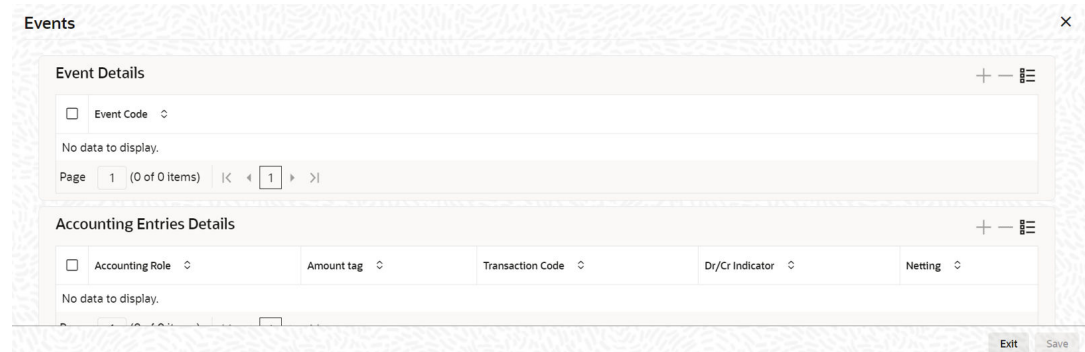 Events
Event Details
Event Code
No data to display.
Page 1 (0 of 0 items) 1
Accounting Entries Details
Accounting Role Amount tag Transaction Code Dr/Cr Indicator Netting
No data to display.
Exit Save